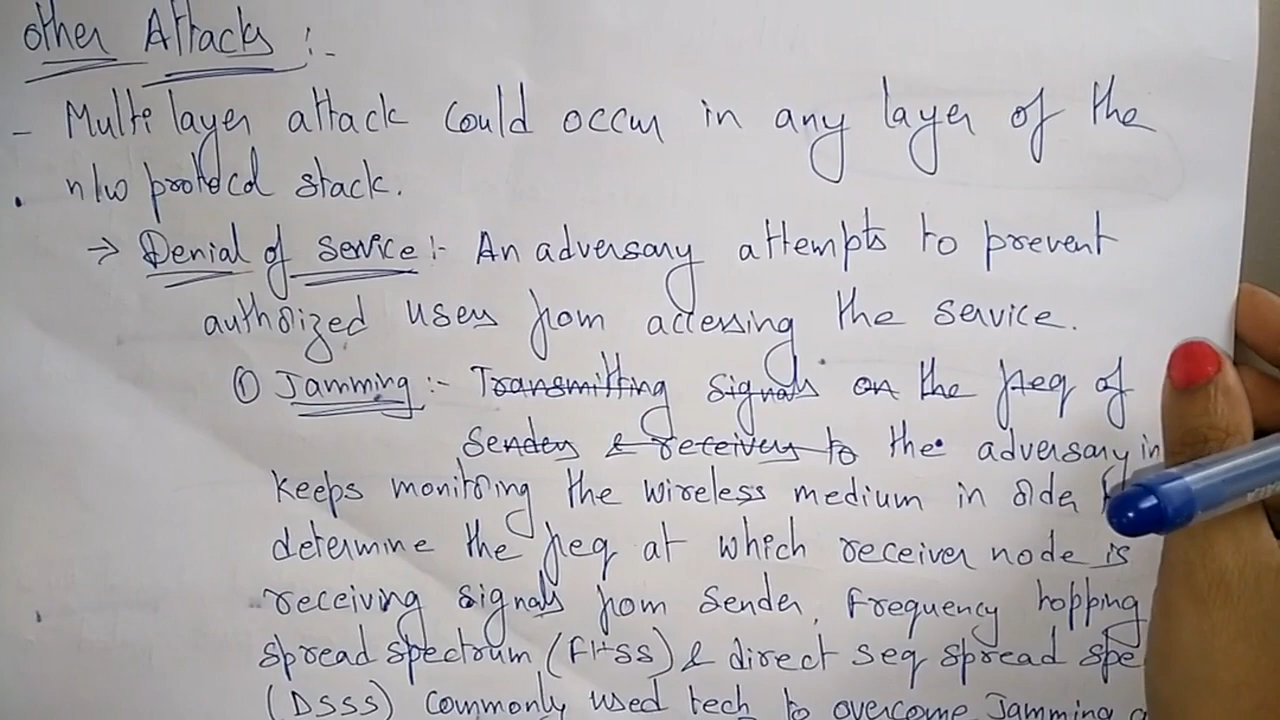 other Attacks :-
- Multi layer attack could occur in any layer of the
n/w protocol stack.
→ Denial of service :- An adversary attempts to prevent
authorized users from accessing the service.
① Jamming :- Transmitting signals on the freq of
senders & receivers to the adversary in
keeps monitoring the wireless medium in order
determine the freq at which receiver node is
receiving signals from sender. Frequency hopping
spread spectrum (FHSS) & direct seq spread spe
(DSSS) commonly used tech to overcome Jamming